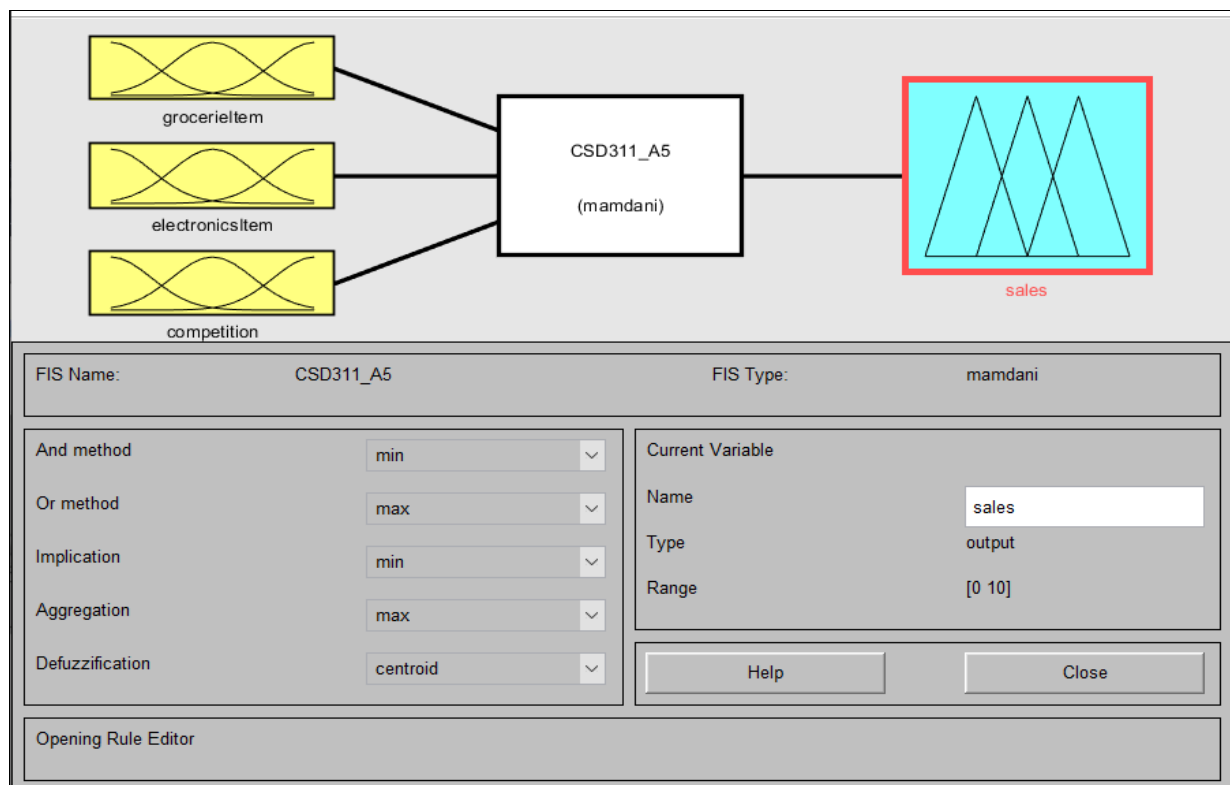 grocerieItem
electronicsItem
competition
CSD311_A5
(mamdani)
sales
FIS Name: CSD311_A5 FIS Type: mamdani
And method min
Or method max
Implication min
Aggregation max
Defuzzification centroid
Current Variable
Name sales
Type output
Range [0 10]
Help Close
Opening Rule Editor